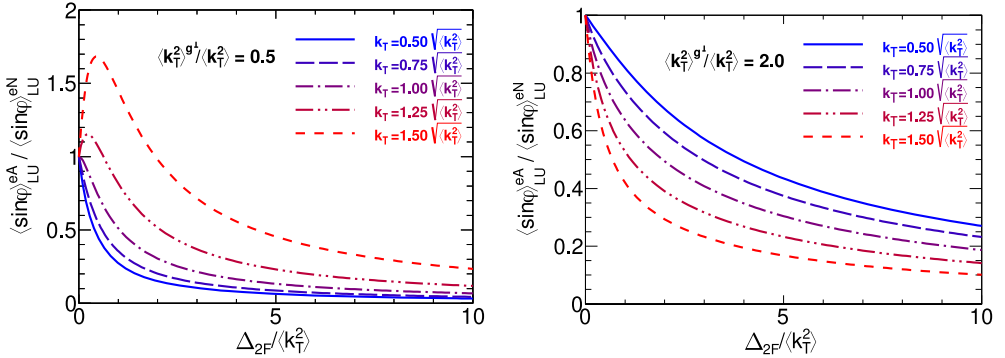 ⟨sinφ⟩^{eA}_{LU} / ⟨sinφ⟩^{eN}_{LU}
2
1.5
1
0.5
0
⟨k_T^2⟩^{g⊥}/⟨k_T^2⟩ = 0.5
k_T=0.50 √⟨k_T^2⟩
k_T=0.75 √⟨k_T^2⟩
k_T=1.00 √⟨k_T^2⟩
k_T=1.25 √⟨k_T^2⟩
k_T=1.50 √⟨k_T^2⟩
0 5 10
Δ_{2F}/⟨k_T^2⟩
⟨sinφ⟩^{eA}_{LU} / ⟨sinφ⟩^{eN}_{LU}
1
0.8
0.6
0.4
0.2
0
⟨k_T^2⟩^{g⊥}/⟨k_T^2⟩ = 2.0
k_T=0.50 √⟨k_T^2⟩
k_T=0.75 √⟨k_T^2⟩
k_T=1.00 √⟨k_T^2⟩
k_T=1.25 √⟨k_T^2⟩
k_T=1.50 √⟨k_T^2⟩
0 5 10
Δ_{2F}/⟨k_T^2⟩